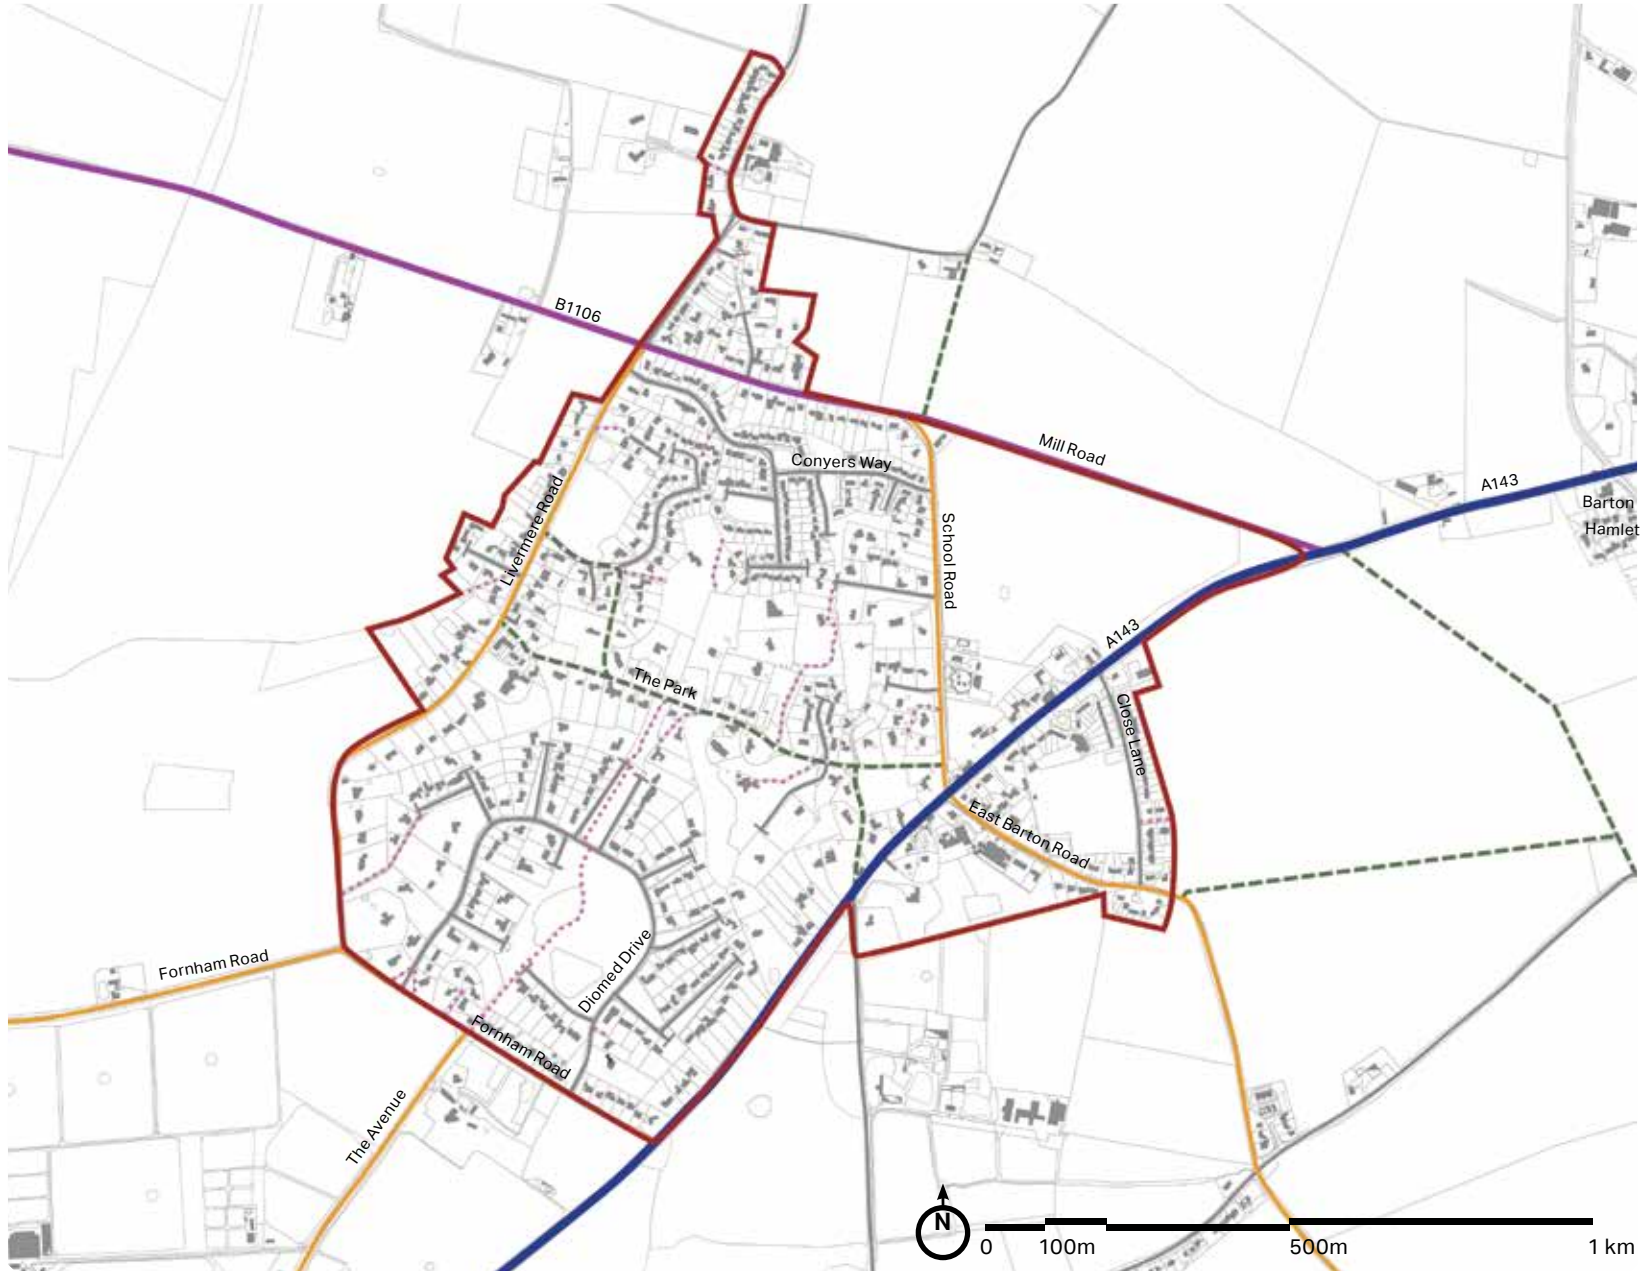 B1106
Mill Road
Conyers Way
A143
Barton
Hamlet
Livermere Road
School Road
A143
The Park
Close Lane
East Barton Road
Diomed Drive
Fornham Road
Fornham Road
The Avenue
N
0 100m 500m 1 km